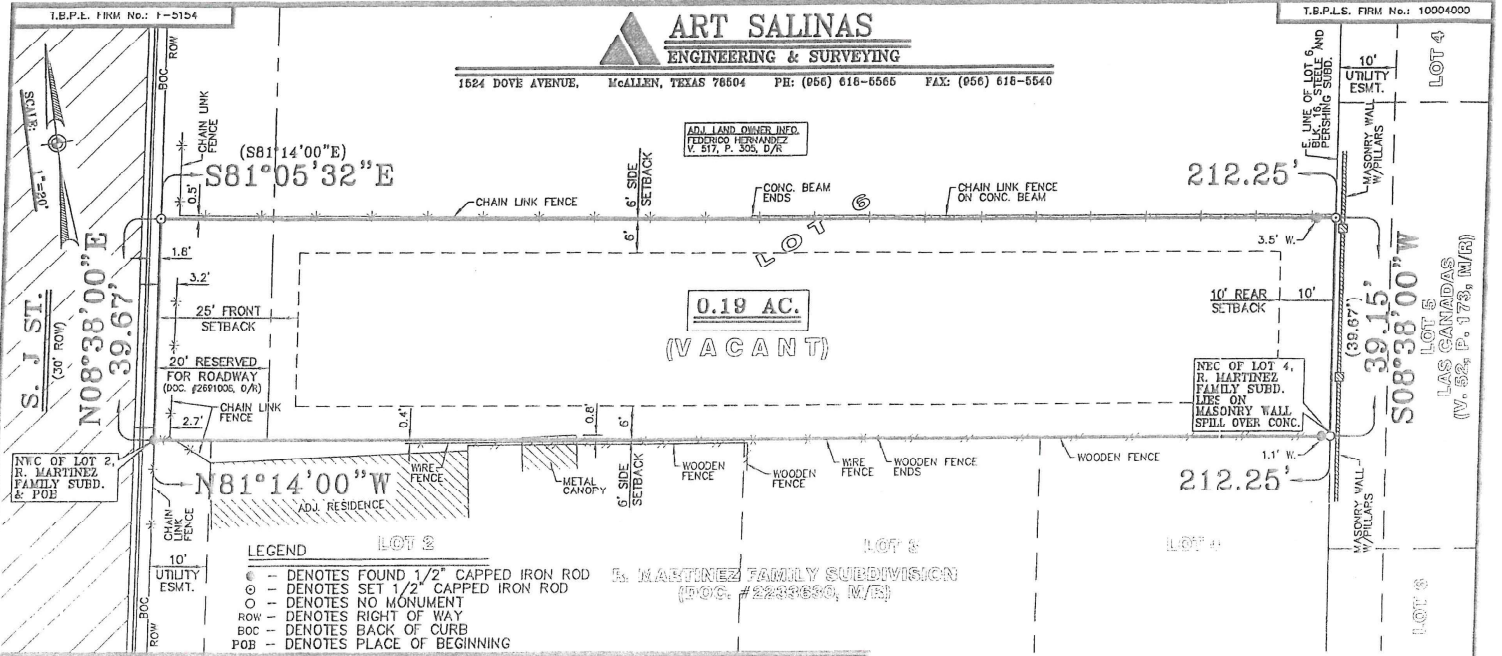 T.B.P.E. FIRM No.: F-5154
ART SALINAS
ENGINEERING & SURVEYING
1524 DOVE AVENUE, McALLEN, TEXAS 78504 PH: (956) 618-5565 FAX: (956) 618-5540
T.B.P.L.S. FIRM No.: 10004000
BOC
ROW
SCALE: 1"=20'
CHAIN LINK
FENCE
(S81°14'00"E)
S81°05'32"E
0.5'
CHAIN LINK FENCE
6' SIDE
SETBACK
6'
ADJ. LAND OWNER INFO.
FEDERICO HERNANDEZ
V. 517, P. 305, D/R
CONC. BEAM
ENDS
CHAIN LINK FENCE
ON CONC. BEAM
LOT 6
212.25'
E. LINE OF LOT 6,
BLK. 16, STEELE AND
PERSHING SUBD.
10'
UTILITY
ESMT.
LOT 4
MASONRY WALL
W/PILLARS
3.5' W.
S. J ST.
(30' ROW)
N08°38'00"E
39.67'
1.8'
3.2'
25' FRONT
SETBACK
20' RESERVED
FOR ROADWAY
(DOC. #2691006, O/R)
CHAIN LINK
FENCE
2.7'
0.19 AC.
(VACANT)
10' REAR
SETBACK
10'
(39.67')
39.15'
S08°38'00"W
LOT 5
LAS CANADAS
(V. 52, P. 173, M/R)
NEC OF LOT 4,
R. MARTINEZ
FAMILY SUBD.
LIES ON
MASONRY WALL
SPILL OVER CONC.
1.1' W.
NWC OF LOT 2,
R. MARTINEZ
FAMILY SUBD.
& POB
N81°14'00"W
ADJ. RESIDENCE
0.4'
WIRE
FENCE
0.8'
METAL
CANOPY
6'
6' SIDE
SETBACK
WOODEN
FENCE
WOODEN
FENCE
WIRE
FENCE
WOODEN FENCE
ENDS
WOODEN FENCE
212.25'
MASONRY WALL
W/PILLARS
CHAIN
LINK
FENCE
10'
UTILITY
ESMT.
BOC
ROW
LOT 2
LOT 3
LOT 4
LOT 6
R. MARTINEZ FAMILY SUBDIVISION
(DOC. #2233630, M/R)
LEGEND
– DENOTES FOUND 1/2" CAPPED IRON ROD
– DENOTES SET 1/2" CAPPED IRON ROD
– DENOTES NO MONUMENT
ROW – DENOTES RIGHT OF WAY
BOC – DENOTES BACK OF CURB
POB – DENOTES PLACE OF BEGINNING